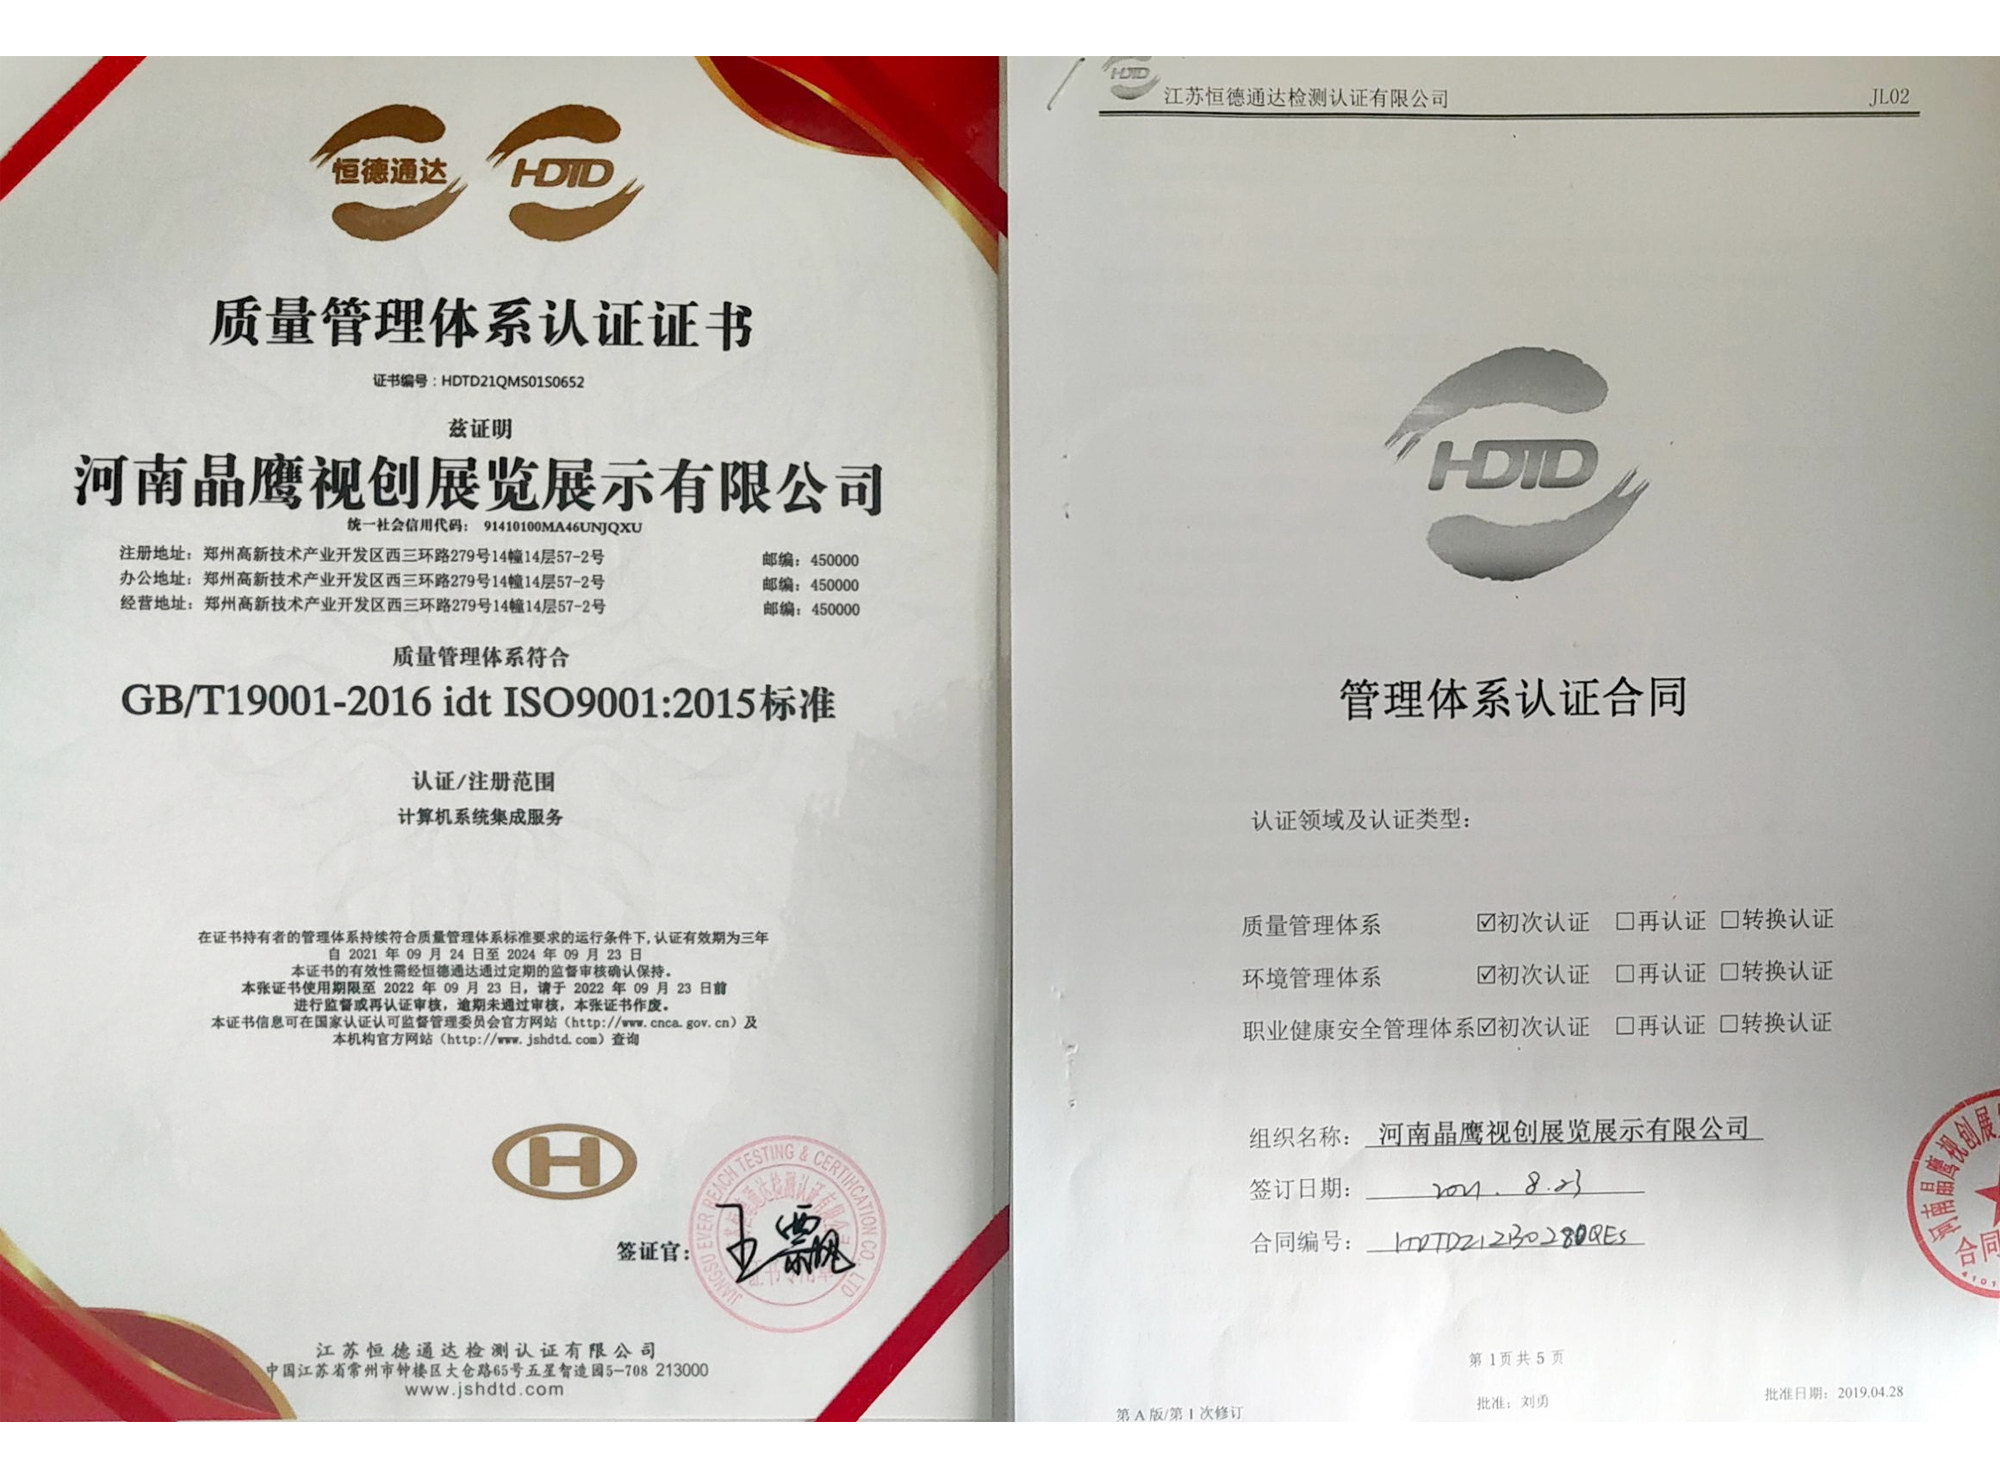 恒德通达
HDTD
质量管理体系认证证书
证书编号：HDTD21QMS01S0652
兹证明
河南晶鹰视创展览展示有限公司
统一社会信用代码： 91410100MA46UNJQXU
注册地址：郑州高新技术产业开发区西三环路279号14幢14层57-2号 邮编：450000
办公地址：郑州高新技术产业开发区西三环路279号14幢14层57-2号 邮编：450000
经营地址：郑州高新技术产业开发区西三环路279号14幢14层57-2号 邮编：450000
质量管理体系符合
GB/T19001-2016 idt ISO9001:2015标准
认证/注册范围
计算机系统集成服务
在证书持有者的管理体系持续符合质量管理体系标准要求的运行条件下,认证有效期为三年
自 2021 年 09 月 24 日至 2024 年 09 月 23 日
本证书的有效性需经恒德通达通过定期的监督审核确认保持。
本张证书使用期限至 2022 年 09 月 23 日，请于 2022 年 09 月 23 日前
进行监督或再认证审核，逾期未通过审核，本张证书作废。
本证书信息可在国家认证认可监督管理委员会官方网站（http://www.cnca.gov.cn）及
本机构官方网站（http://www.jshdtd.com）查询
H
JIANGSU EVER REACH TESTING & CERTIFICATION CO.,LTD
签证官：
王飘
江苏恒德通达检测认证有限公司
中国江苏省常州市钟楼区大仓路65号五星智造园5-708 213000
www.jshdtd.com
HDTD
江苏恒德通达检测认证有限公司 JL02
HDTD
管理体系认证合同
认证领域及认证类型：
质量管理体系 ☑初次认证 □再认证 □转换认证
环境管理体系 ☑初次认证 □再认证 □转换认证
职业健康安全管理体系☑初次认证 □再认证 □转换认证
组织名称： 河南晶鹰视创展览展示有限公司
签订日期： 2021. 8.23
合同编号： HDTD212B0280QES
河南晶鹰视创展
合同
4101
第 1页 共 5 页
批准：刘勇
批准日期：2019.04.28
第 A 版/第 1 次修订